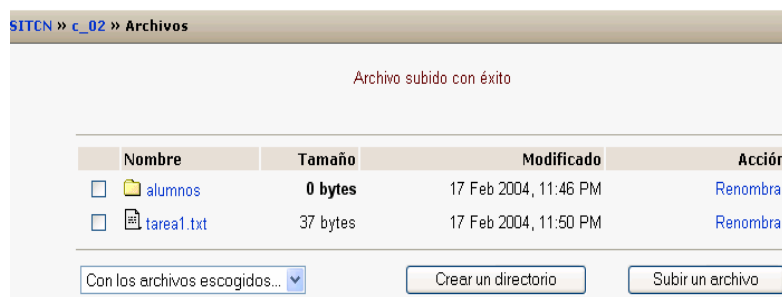 SITCN » c_02 » Archivos
Archivo subido con éxito
Nombre Tamaño Modificado Acción
alumnos 0 bytes 17 Feb 2004, 11:46 PM Renombra
tarea1.txt 37 bytes 17 Feb 2004, 11:50 PM Renombra
Con los archivos escogidos... Crear un directorio Subir un archivo